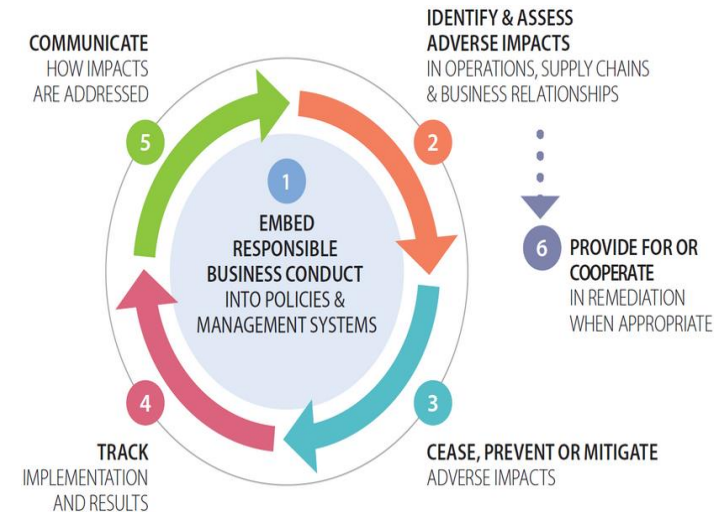 1
EMBED
RESPONSIBLE
BUSINESS CONDUCT
INTO POLICIES &
MANAGEMENT SYSTEMS
2
IDENTIFY & ASSESS
ADVERSE IMPACTS
IN OPERATIONS, SUPPLY CHAINS
& BUSINESS RELATIONSHIPS
3
CEASE, PREVENT OR MITIGATE
ADVERSE IMPACTS
4
TRACK
IMPLEMENTATION
AND RESULTS
5
COMMUNICATE
HOW IMPACTS
ARE ADDRESSED
6
PROVIDE FOR OR
COOPERATE
IN REMEDIATION
WHEN APPROPRIATE